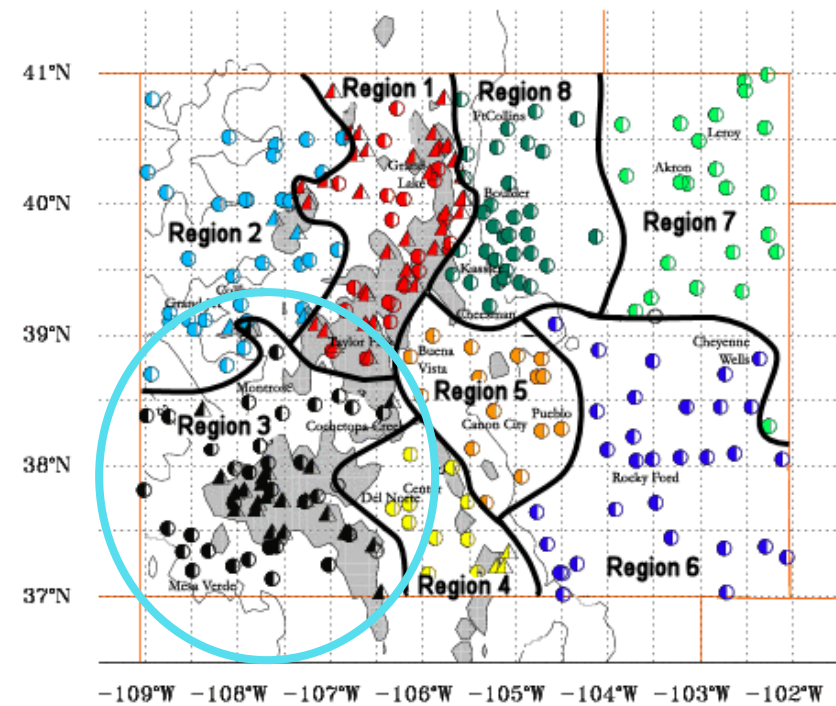 41°N
Region 1
Region 8
FtCollins
Leroy
Grand
Lake
Akron
Boulder
40°N
Region 2
Region 7
Kassler
Cheesman
39°N
Taylor
Buena
Vista
Cheyenne
Wells
Montrose
Region 5
Region 3
Cochetopa Creek
Canon City
Pueblo
38°N
Rocky Ford
Del Norte
Center
Mesa Verde
Region 4
Region 6
37°N
-109°W -108°W -107°W -106°W -105°W -104°W -103°W -102°W